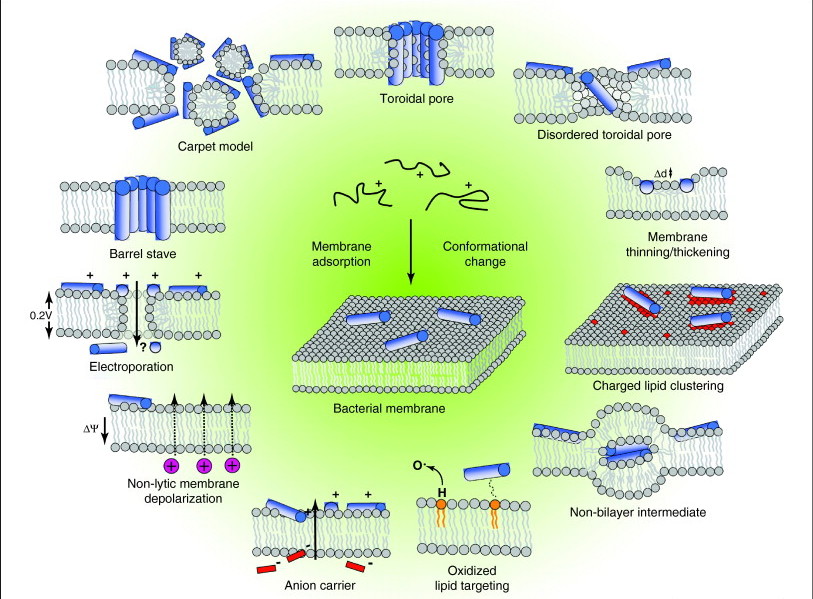 Toroidal pore
Carpet model
Disordered toroidal pore
Δd
+
+
+
Membrane
thinning/thickening
Barrel stave
Membrane
adsorption
Conformational
change
+ + + +
0.2V
?
Electroporation
Charged lipid clustering
Bacterial membrane
ΔΨ
+ + +
Non-lytic membrane
depolarization
O·
H
Non-bilayer intermediate
+ + +
- - -
Anion carrier
Oxidized
lipid targeting